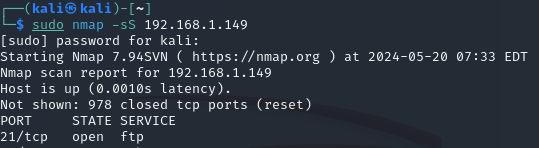 ┌──(kali㉿kali)-[~]
└─$ sudo nmap -sS 192.168.1.149
[sudo] password for kali:
Starting Nmap 7.94SVN ( https://nmap.org ) at 2024-05-20 07:33 EDT
Nmap scan report for 192.168.1.149
Host is up (0.0010s latency).
Not shown: 978 closed tcp ports (reset)
PORT     STATE SERVICE
21/tcp   open  ftp